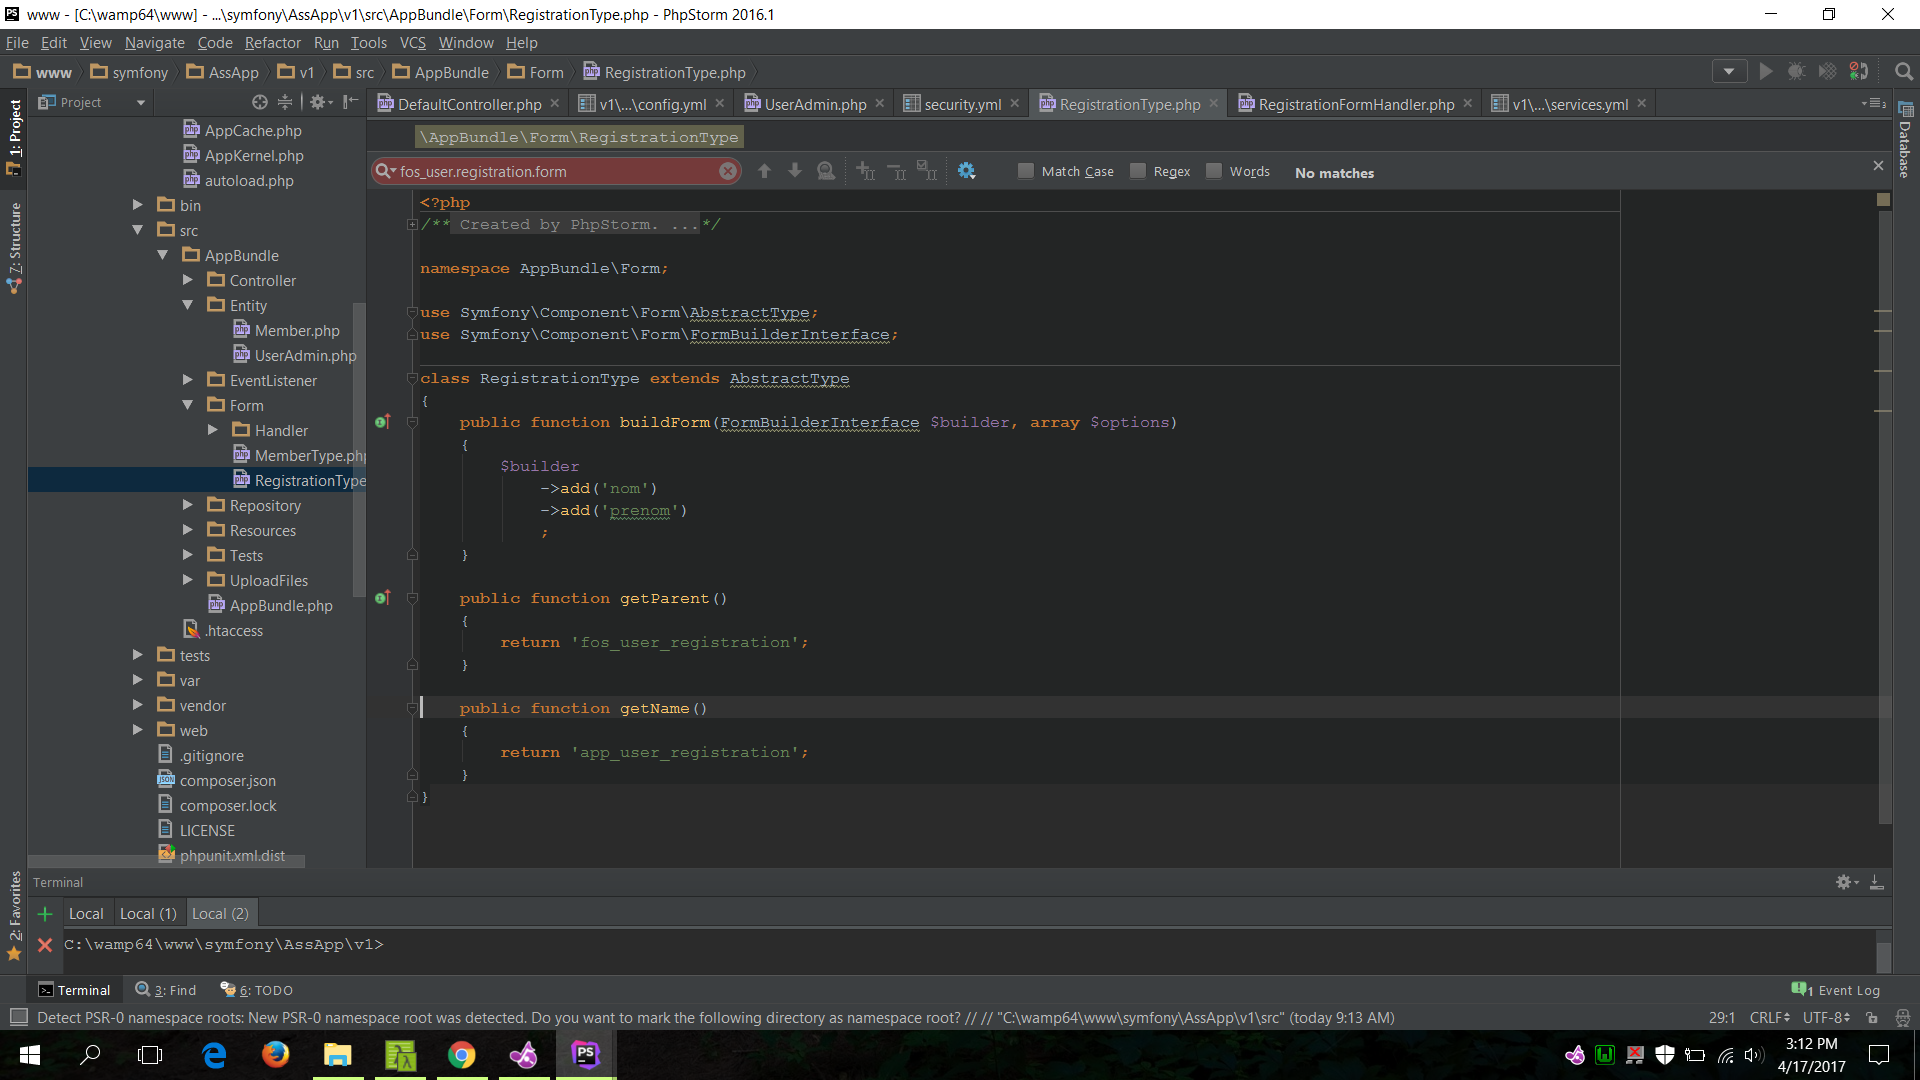 www - [C:\wamp64\www] - ...\symfony\AssApp\v1\src\AppBundle\Form\RegistrationType.php - PhpStorm 2016.1
File Edit View Navigate Code Refactor Run Tools VCS Window Help
www symfony AssApp v1 src AppBundle Form RegistrationType.php
Project
DefaultController.php v1\...\config.yml UserAdmin.php security.yml RegistrationType.php RegistrationFormHandler.php v1\...\services.yml
\AppBundle\Form\RegistrationType
fos_user.registration.form Match Case Regex Words No matches
1: Project
7: Structure
2: Favorites
Database
AppCache.php
AppKernel.php
autoload.php
bin
src
AppBundle
Controller
Entity
Member.php
UserAdmin.php
EventListener
Form
Handler
MemberType.ph
RegistrationType
Repository
Resources
Tests
UploadFiles
AppBundle.php
.htaccess
tests
var
vendor
web
.gitignore
composer.json
composer.lock
LICENSE
phpunit.xml.dist
<?php
/** Created by PhpStorm. ...*/
namespace AppBundle\Form;
use Symfony\Component\Form\AbstractType;
use Symfony\Component\Form\FormBuilderInterface;
class RegistrationType extends AbstractType
{
public function buildForm(FormBuilderInterface $builder, array $options)
{
$builder
->add('nom')
->add('prenom')
;
}
public function getParent()
{
return 'fos_user_registration';
}
public function getName()
{
return 'app_user_registration';
}
}
Terminal
Local Local (1) Local (2)
C:\wamp64\www\symfony\AssApp\v1>
Terminal 3: Find 6: TODO 1 Event Log
Detect PSR-0 namespace roots: New PSR-0 namespace root was detected. Do you want to mark the following directory as namespace root? // // "C:\wamp64\www\symfony\AssApp\v1\src" (today 9:13 AM) 29:1 CRLF UTF-8
3:12 PM
4/17/2017